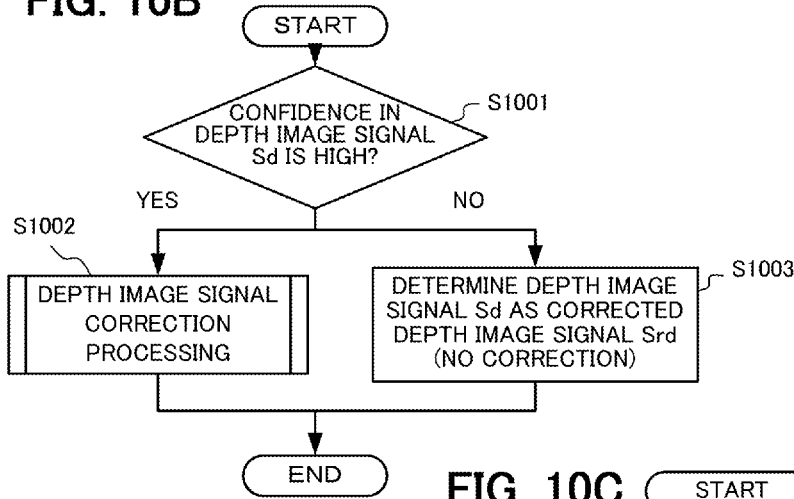 FIG. 10B
START
CONFIDENCE IN
DEPTH IMAGE SIGNAL
Sd IS HIGH?
S1001
YES
NO
S1002
DEPTH IMAGE SIGNAL
CORRECTION
PROCESSING
DETERMINE DEPTH IMAGE
SIGNAL Sd AS CORRECTED
DEPTH IMAGE SIGNAL Srd
(NO CORRECTION)
S1003
END
FIG. 10C
START